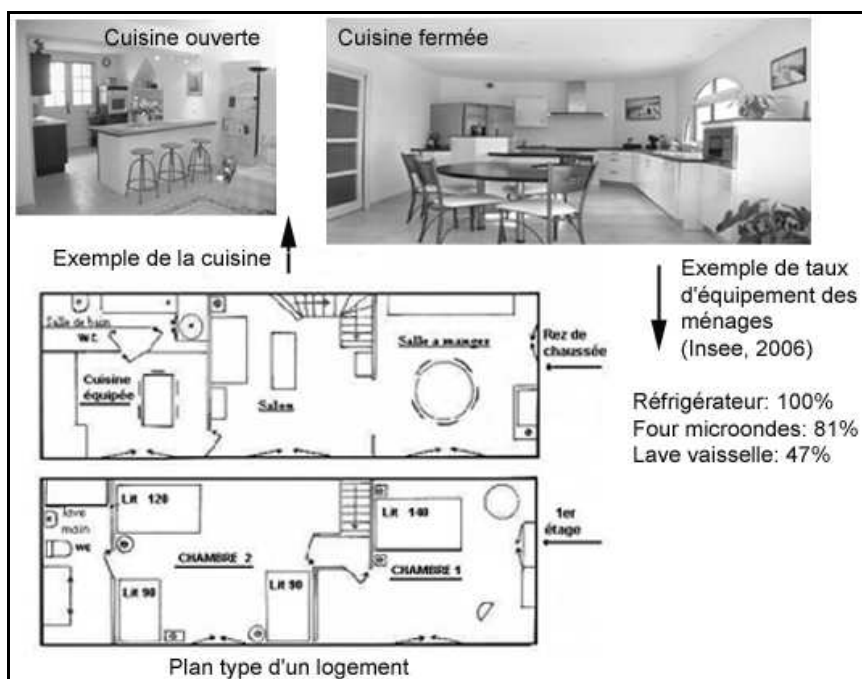 Cuisine ouverte
Cuisine fermée
Exemple de la cuisine
Exemple de taux
d'équipement des
ménages
(Insee, 2006)
Réfrigérateur: 100%
Four microondes: 81%
Lave vaisselle: 47%
Salle de bain
W.C.
Cuisine
équipée
Salon
Salle a manger
Rez de
chaussée
Lit 120
lave
main
WC
CHAMBRE 2
Lit 90
Lit 80
Lit 140
CHAMBRE 1
1er
étage
Plan type d'un logement